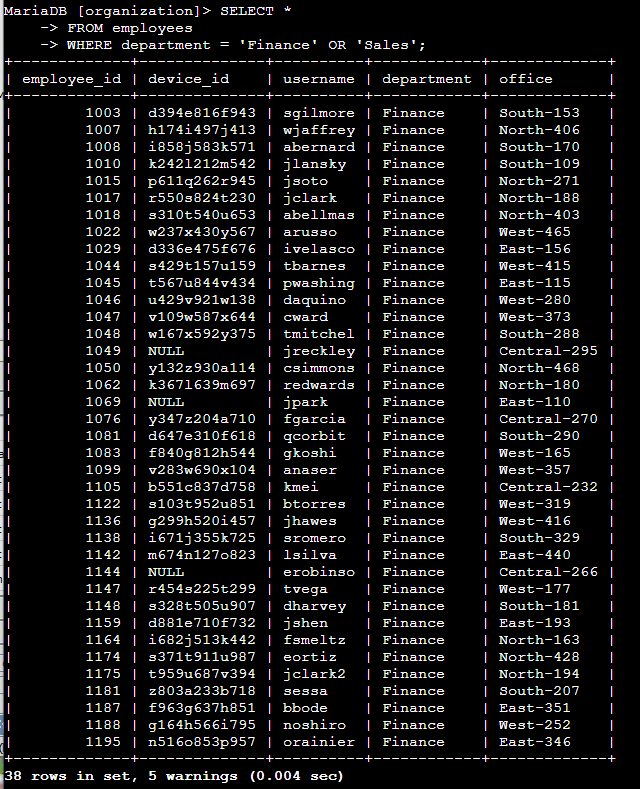 MariaDB [organization]> SELECT *
    -> FROM employees
    -> WHERE department = 'Finance' OR 'Sales';
+-------------+--------------+----------+------------+-------------+
| employee_id | device_id    | username | department | office      |
+-------------+--------------+----------+------------+-------------+
|        1003 | d394e816f943 | sgilmore | Finance    | South-153   |
|        1007 | h174i497j413 | wjaffrey | Finance    | North-406   |
|        1008 | i858j583k571 | abernard | Finance    | South-170   |
|        1010 | k242l212m542 | jlansky  | Finance    | South-109   |
|        1015 | p611q262r945 | jsoto    | Finance    | North-271   |
|        1017 | r550s824t230 | jclark   | Finance    | North-188   |
|        1018 | s310t540u653 | abellmas | Finance    | North-403   |
|        1022 | w237x430y567 | arusso   | Finance    | West-465    |
|        1029 | d336e475f676 | ivelasco | Finance    | East-156    |
|        1044 | s429t157u159 | tbarnes  | Finance    | West-415    |
|        1045 | t567u844v434 | pwashing | Finance    | East-115    |
|        1046 | u429v921w138 | daquino  | Finance    | West-280    |
|        1047 | v109w587x644 | cward    | Finance    | West-373    |
|        1048 | w167x592y375 | tmitchel | Finance    | South-288   |
|        1049 | NULL         | jreckley | Finance    | Central-295 |
|        1050 | y132z930a114 | csimmons | Finance    | North-468   |
|        1062 | k367l639m697 | redwards | Finance    | North-180   |
|        1069 | NULL         | jpark    | Finance    | East-110    |
|        1076 | y347z204a710 | fgarcia  | Finance    | Central-270 |
|        1081 | d647e310f618 | qcorbit  | Finance    | South-290   |
|        1083 | f840g812h544 | gkoshi   | Finance    | West-165    |
|        1099 | v283w690x104 | anaser   | Finance    | West-357    |
|        1105 | b551c837d758 | kmei     | Finance    | Central-232 |
|        1122 | s103t952u851 | btorres  | Finance    | West-319    |
|        1136 | g299h520i457 | jhawes   | Finance    | West-416    |
|        1138 | i671j355k725 | sromero  | Finance    | South-329   |
|        1142 | m674n127o823 | lsilva   | Finance    | East-440    |
|        1144 | NULL         | erobinso | Finance    | Central-266 |
|        1147 | r454s225t299 | tvega    | Finance    | West-177    |
|        1148 | s328t505u907 | dharvey  | Finance    | South-181   |
|        1159 | d881e710f732 | jshen    | Finance    | East-193    |
|        1164 | i682j513k442 | fsmeltz  | Finance    | North-163   |
|        1174 | s371t911u987 | eortiz   | Finance    | North-428   |
|        1175 | t959u687v394 | jclark2  | Finance    | North-194   |
|        1181 | z803a233b718 | sessa    | Finance    | South-207   |
|        1187 | f963g637h851 | bbode    | Finance    | East-351    |
|        1188 | g164h566i795 | noshiro  | Finance    | West-252    |
|        1195 | n516o853p957 | orainier | Finance    | East-346    |
+-------------+--------------+----------+------------+-------------+
38 rows in set, 5 warnings (0.004 sec)